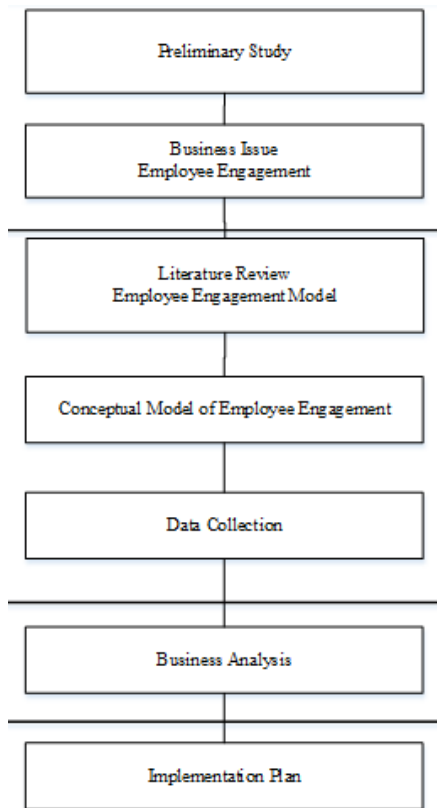 Preliminary Study
Business Issue
Employee Engagement
Literature Review
Employee Engagement Model
Conceptual Model of Employee Engagement
Data Collection
Business Analysis
Implementation Plan